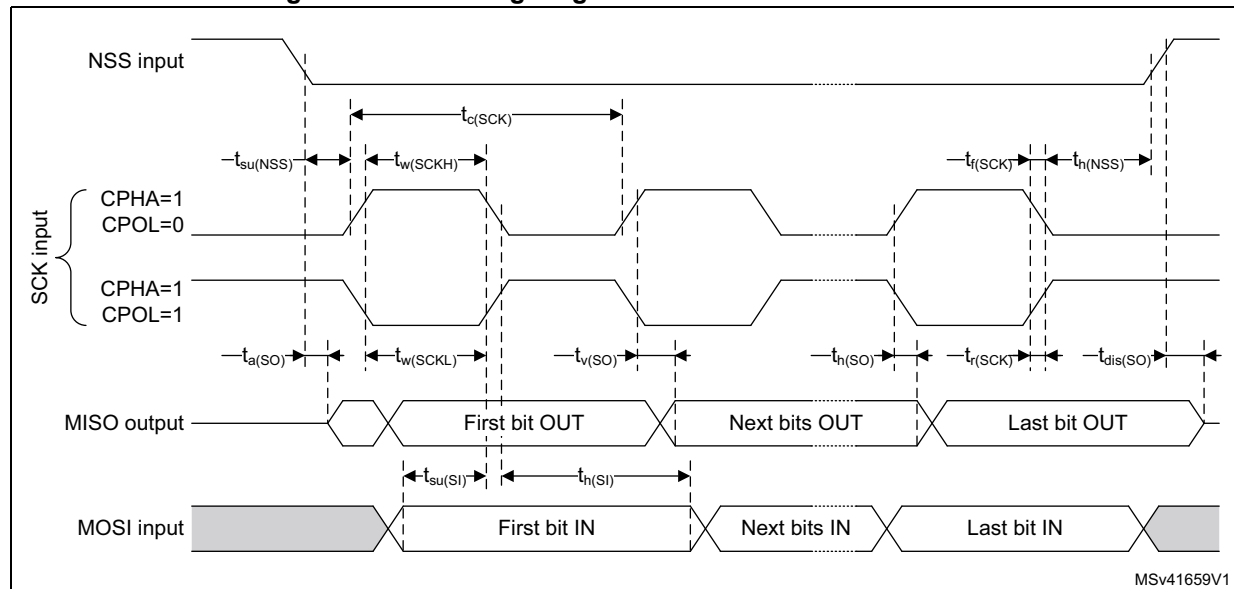 NSS input
tc(SCK)
tsu(NSS) tw(SCKH) tf(SCK) th(NSS)
SCK input
CPHA=1
CPOL=0
CPHA=1
CPOL=1
ta(SO) tw(SCKL) tv(SO) th(SO) tr(SCK) tdis(SO)
MISO output First bit OUT Next bits OUT Last bit OUT
tsu(SI) th(SI)
MOSI input First bit IN Next bits IN Last bit IN
MSv41659V1